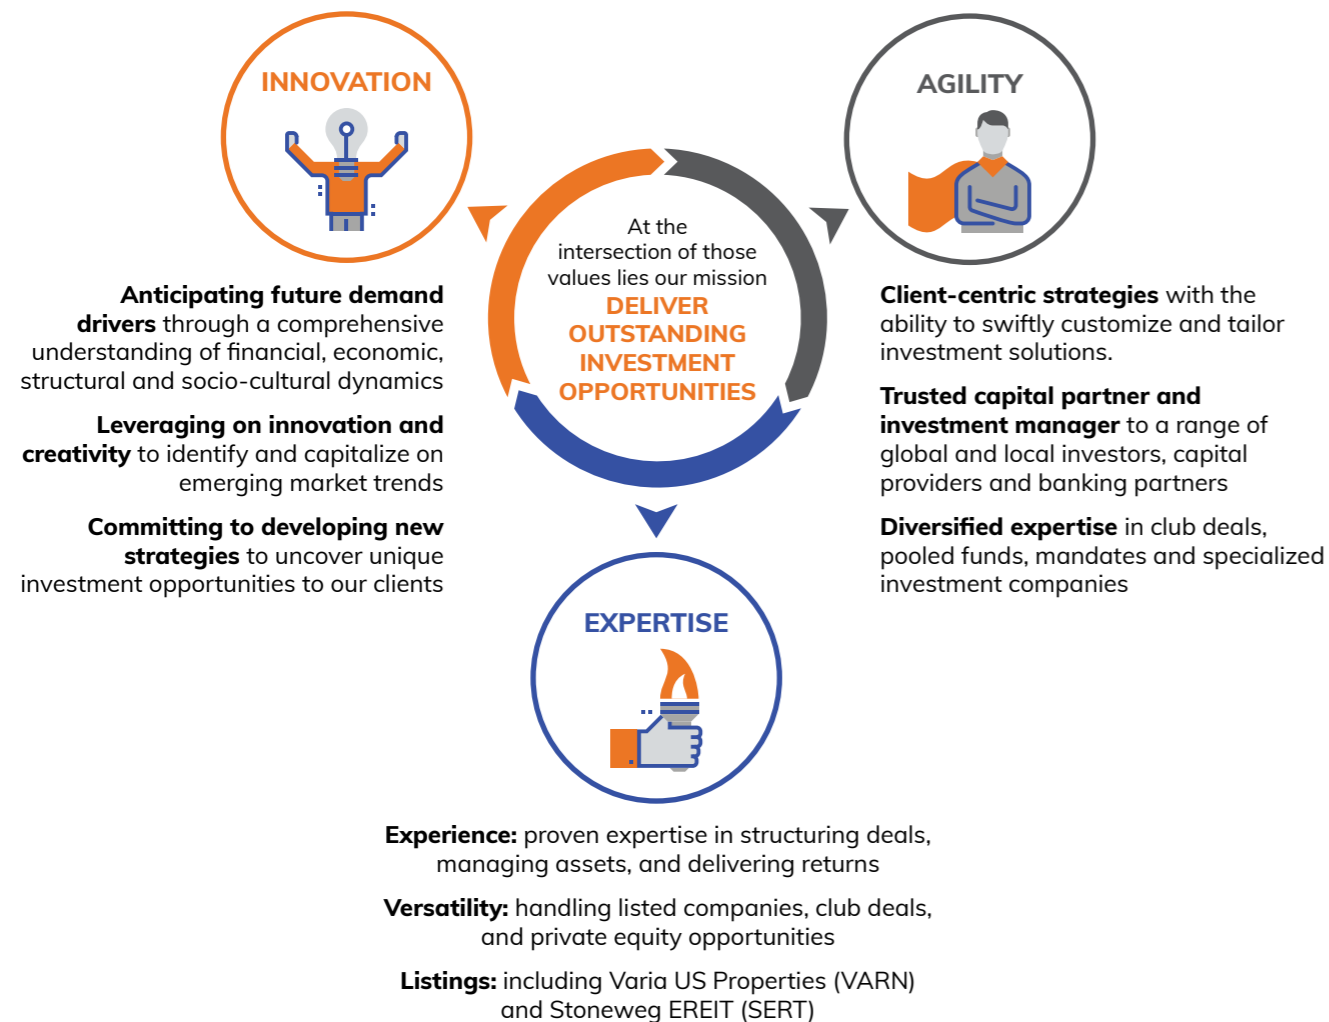 INNOVATION
Anticipating future demand
drivers through a comprehensive
understanding of financial, economic,
structural and socio-cultural dynamics
Leveraging on innovation and
creativity to identify and capitalize on
emerging market trends
Committing to developing new
strategies to uncover unique
investment opportunities to our clients
At the
intersection of those
values lies our mission
DELIVER
OUTSTANDING
INVESTMENT
OPPORTUNITIES
AGILITY
Client-centric strategies with the
ability to swiftly customize and tailor
investment solutions.
Trusted capital partner and
investment manager to a range of
global and local investors, capital
providers and banking partners
Diversified expertise in club deals,
pooled funds, mandates and specialized
investment companies
EXPERTISE
Experience: proven expertise in structuring deals,
managing assets, and delivering returns
Versatility: handling listed companies, club deals,
and private equity opportunities
Listings: including Varia US Properties (VARN)
and Stoneweg EREIT (SERT)